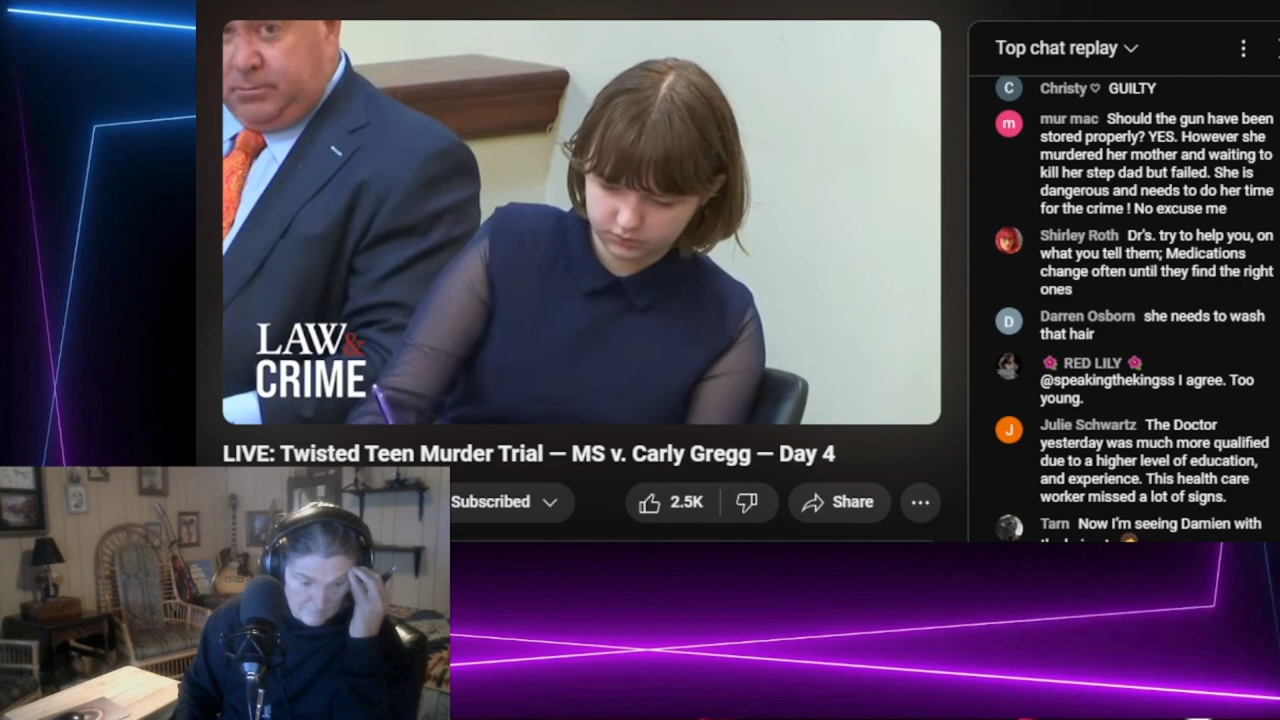 LAW&
CRIME
LIVE: Twisted Teen Murder Trial — MS v. Carly Gregg — Day 4
Subscribed
2.5K
Share
Top chat replay
C
Christy♡ GUILTY
m
mur mac Should the gun have been
stored properly? YES. However she
murdered her mother and waiting to
kill her step dad but failed. She is
dangerous and needs to do her time
for the crime ! No excuse me
Shirley Roth Dr's. try to help you, on
what you tell them; Medications
change often until they find the right
ones
D
Darren Osborn she needs to wash
that hair
🌺 RED LILY 🌺
@speakingthekingss I agree. Too
young.
J
Julie Schwartz The Doctor
yesterday was much more qualified
due to a higher level of education,
and experience. This health care
worker missed a lot of signs.
Tarn Now I'm seeing Damien with